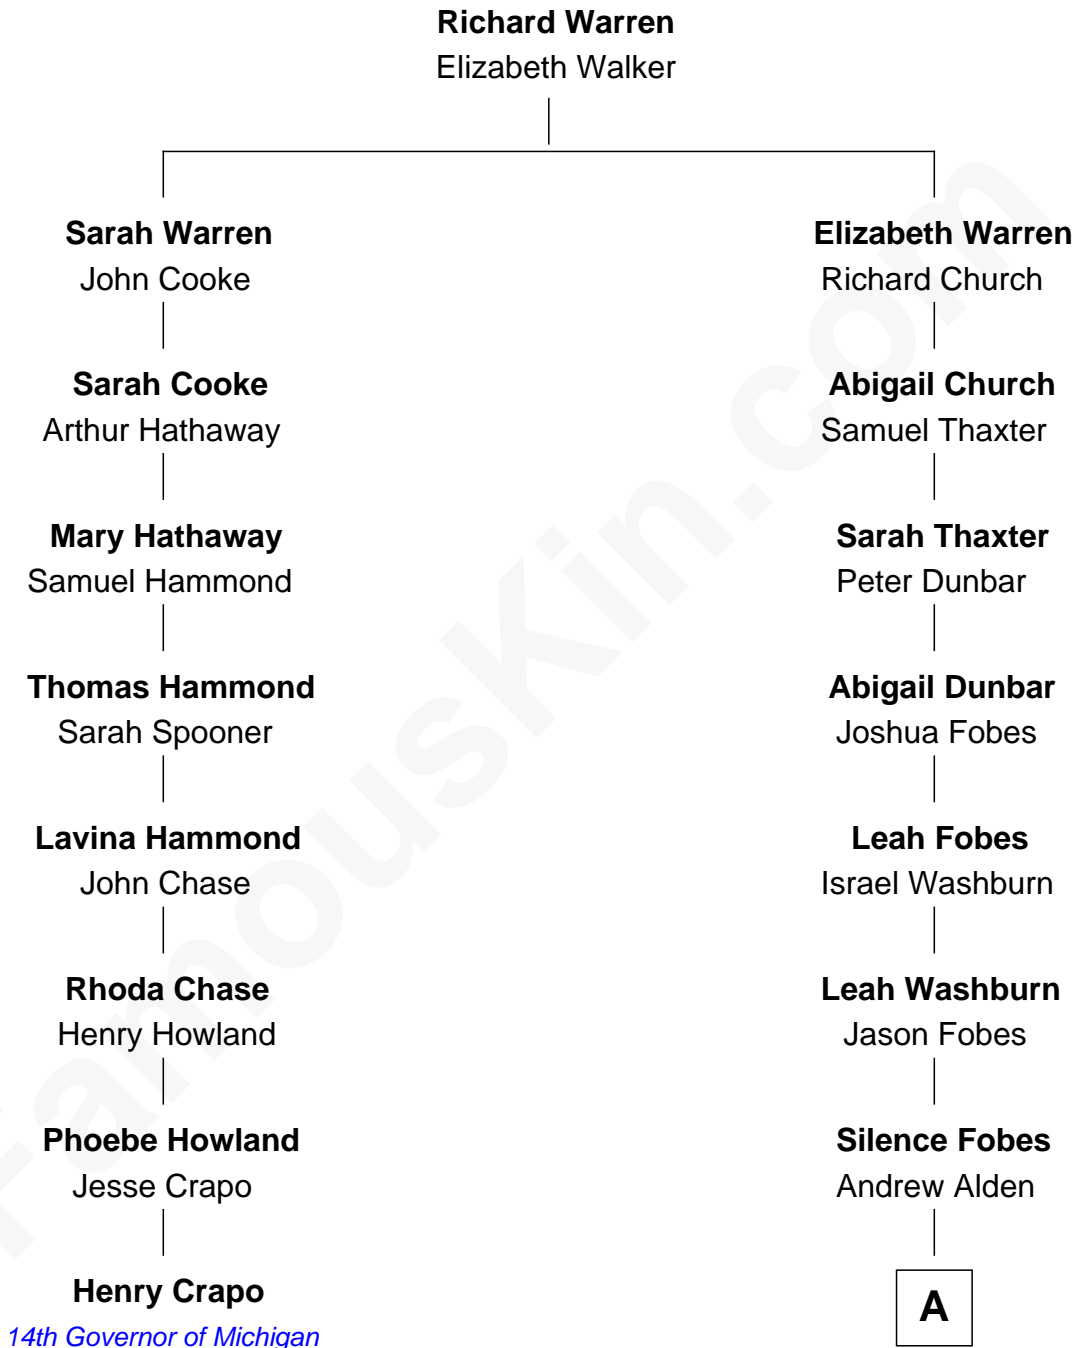 Richard Warren
Elizabeth Walker
Sarah Warren
John Cooke
Elizabeth Warren
Richard Church
Sarah Cooke
Arthur Hathaway
Abigail Church
Samuel Thaxter
Mary Hathaway
Samuel Hammond
Sarah Thaxter
Peter Dunbar
Thomas Hammond
Sarah Spooner
Abigail Dunbar
Joshua Fobes
Lavina Hammond
John Chase
Leah Fobes
Israel Washburn
Rhoda Chase
Henry Howland
Leah Washburn
Jason Fobes
Phoebe Howland
Jesse Crapo
Silence Fobes
Andrew Alden
Henry Crapo
14th Governor of Michigan
A
FamousKin.com